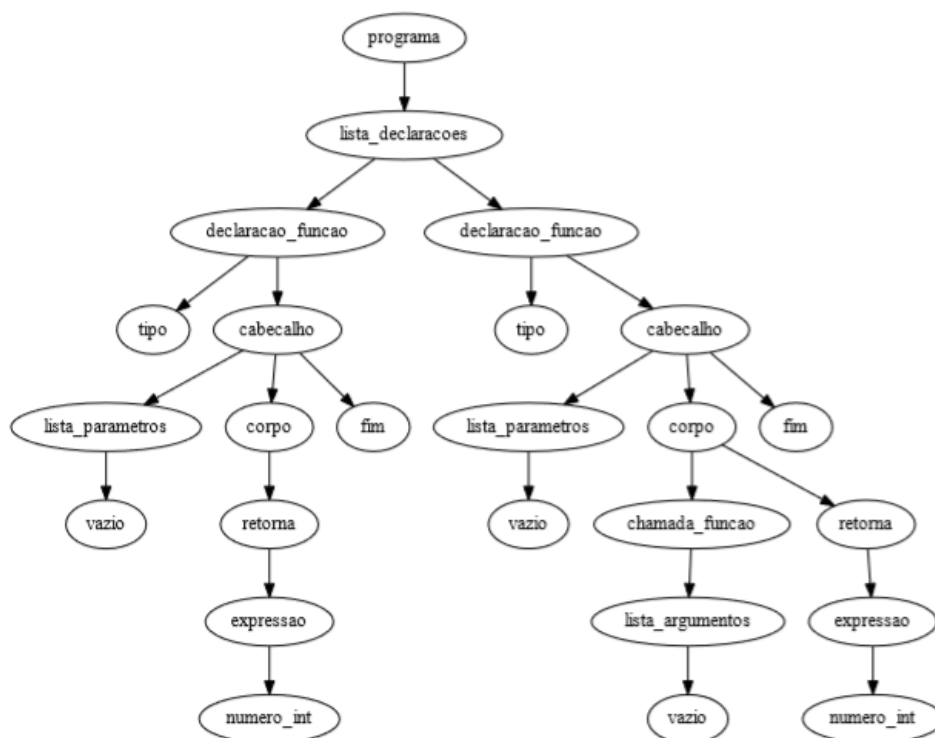 programa
lista_declaracoes
declaracao_funcao declaração_funcao
tipo cabecalho tipo cabecalho
lista_parametros corpo fim lista_parametros corpo fim
vazio retorna vazio chamada_funcao retorna
expressao lista_argumentos expressao
numero_int vazio numero_int